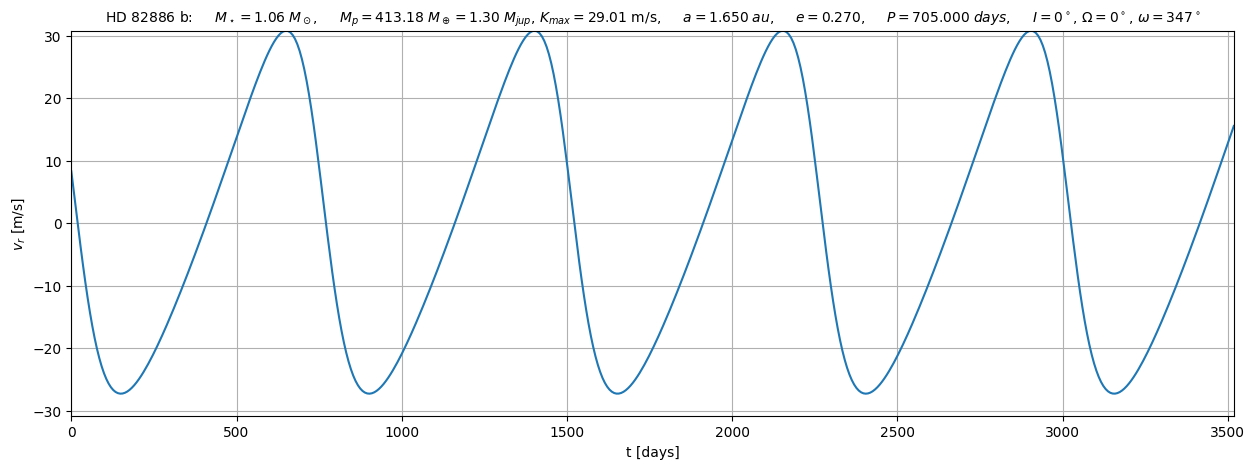 HD 82886 b: M⋆ = 1.06 M⊙, Mp = 413.18 M⊕ = 1.30 Mjup, Kmax = 29.01 m/s, a = 1.650 au, e = 0.270, P = 705.000 days, I = 0°, Ω = 0°, ω = 347°
30
20
10
0
−10
−20
−30
vr [m/s]
0 500 1000 1500 2000 2500 3000 3500
t [days]